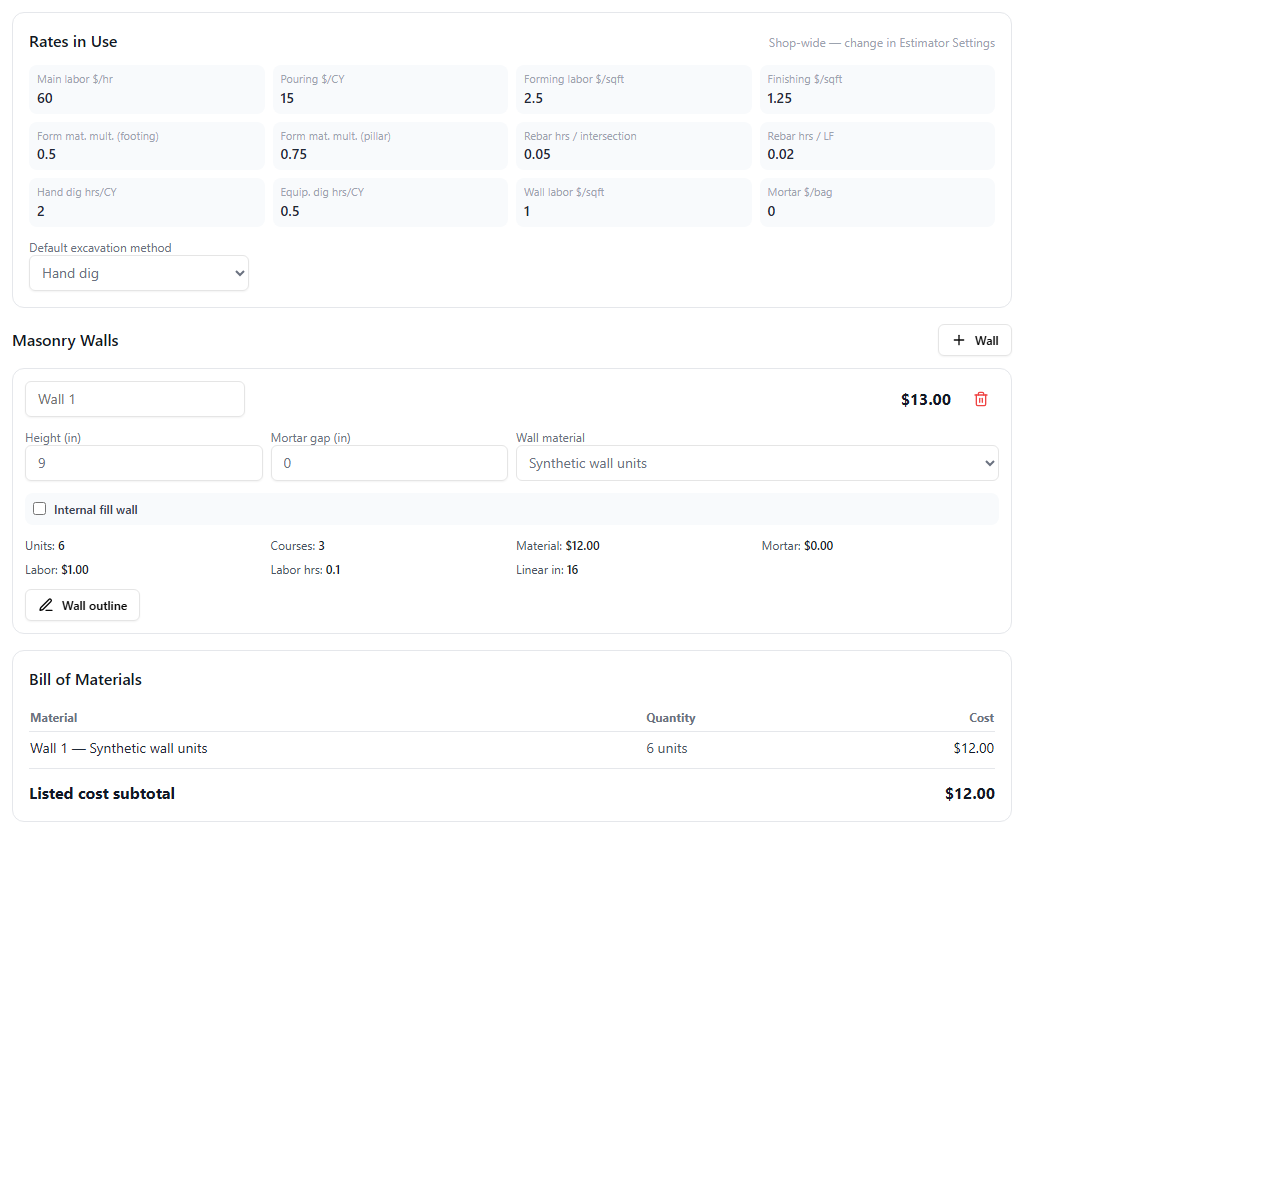 Rates in Use
Shop-wide — change in Estimator Settings
Main labor $/hr
60
Pouring $/CY
15
Forming labor $/sqft
2.5
Finishing $/sqft
1.25
Form mat. mult. (footing)
0.5
Form mat. mult. (pillar)
0.75
Rebar hrs / intersection
0.05
Rebar hrs / LF
0.02
Hand dig hrs/CY
2
Equip. dig hrs/CY
0.5
Wall labor $/sqft
1
Mortar $/bag
0
Default excavation method
Hand dig
Masonry Walls
Wall
Wall 1
$13.00
Height (in)
9
Mortar gap (in)
0
Wall material
Synthetic wall units
Internal fill wall
Units: 6
Courses: 3
Material: $12.00
Mortar: $0.00
Labor: $1.00
Labor hrs: 0.1
Linear in: 16
Wall outline
Bill of Materials
Material Quantity Cost
Wall 1 — Synthetic wall units 6 units $12.00
Listed cost subtotal $12.00